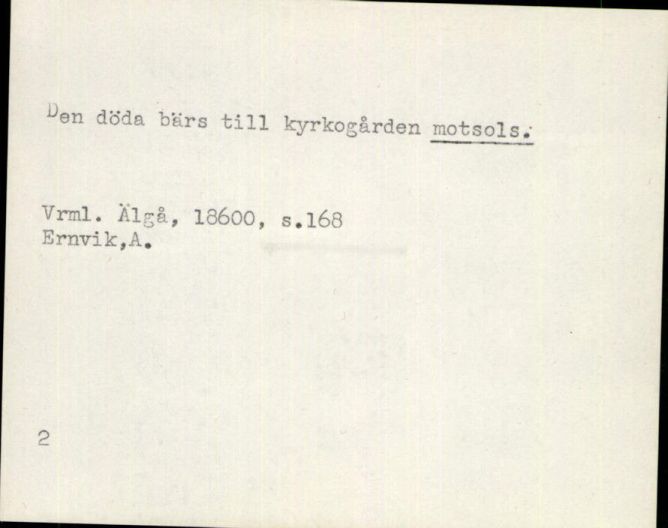 Den döda bärs till kyrkogården motsols.
Vrml. Älgå, 18600, s.168
Ernvik,A.
2